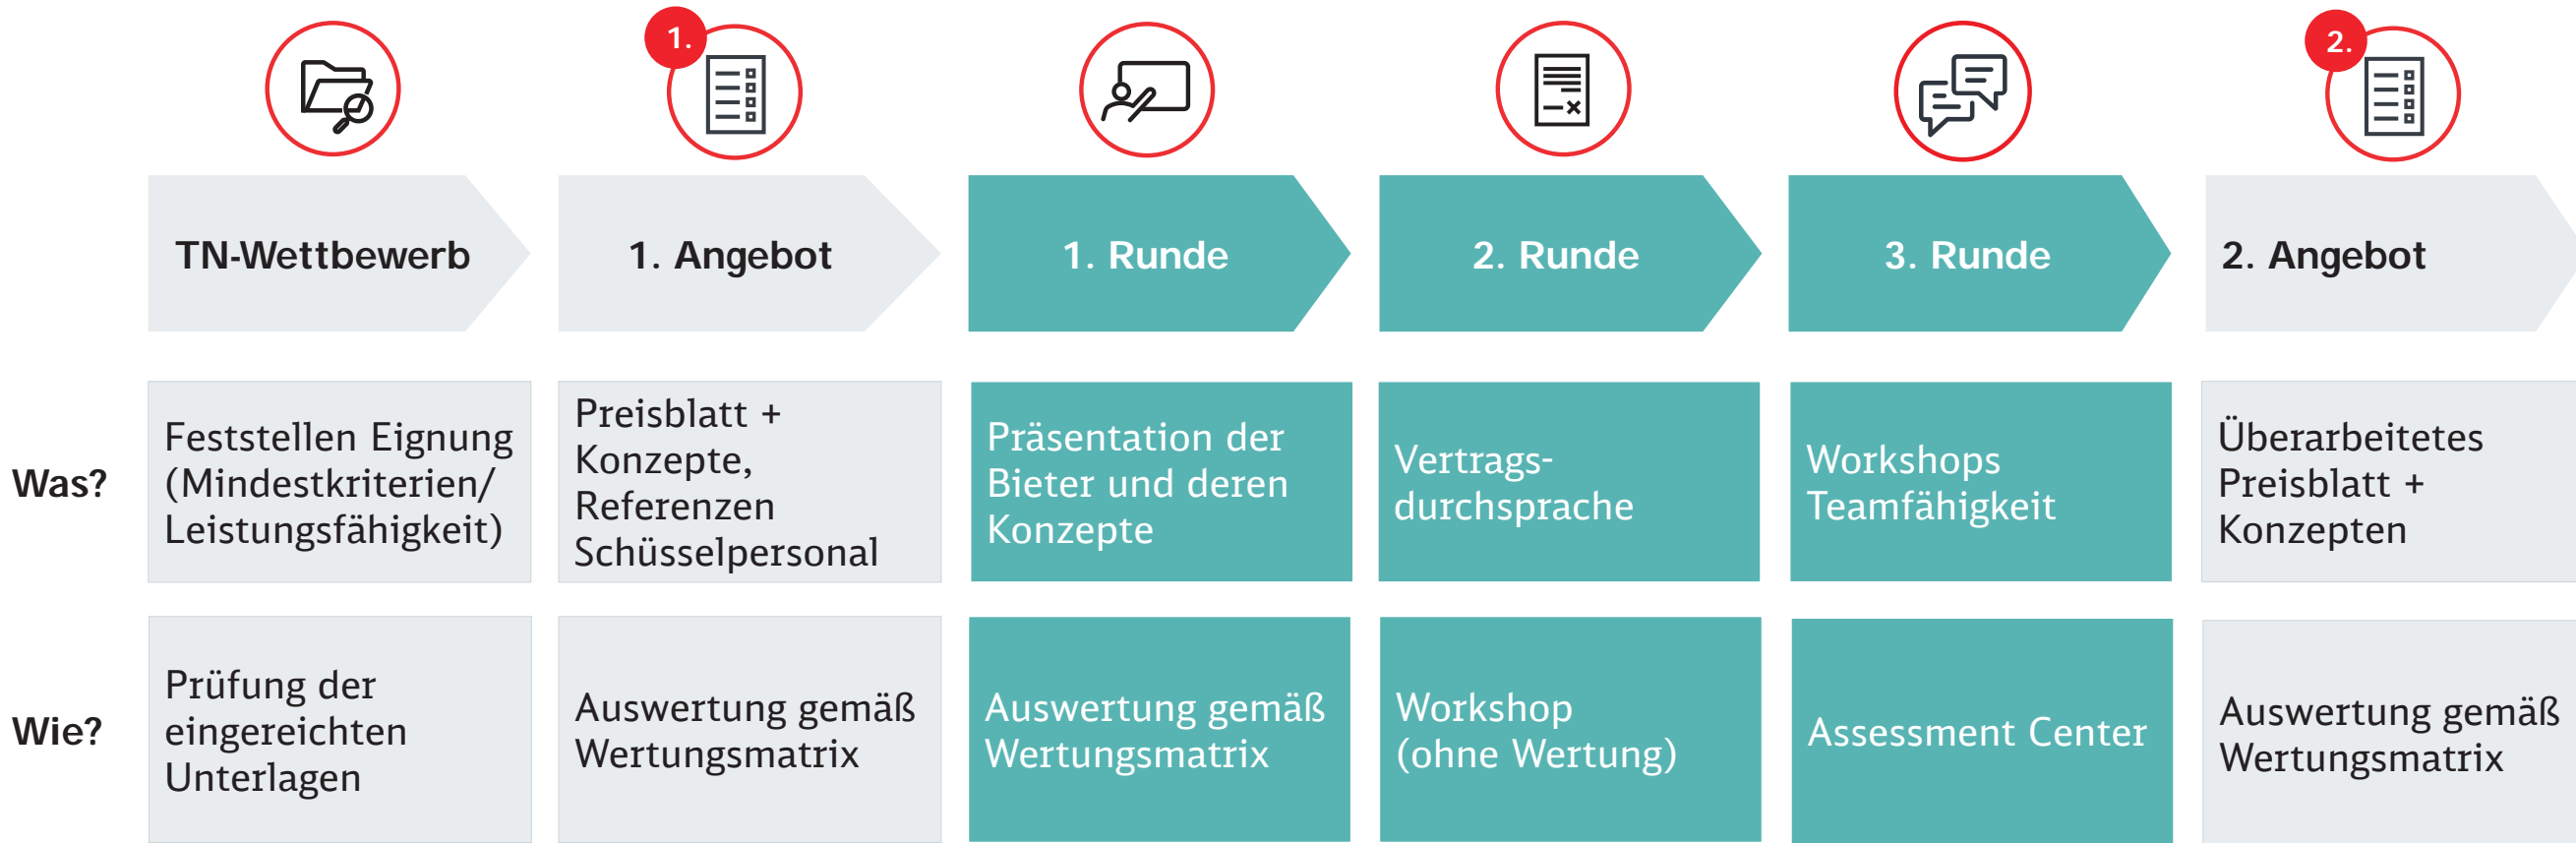 1.
2.
TN-Wettbewerb
1. Angebot
1. Runde
2. Runde
3. Runde
2. Angebot
Was?
Feststellen Eignung
(Mindestkriterien/
Leistungsfähigkeit)
Preisblatt +
Konzepte,
Referenzen
Schüsselpersonal
Präsentation der
Bieter und deren
Konzepte
Vertrags-
durchsprache
Workshops
Teamfähigkeit
Überarbeitetes
Preisblatt +
Konzepten
Wie?
Prüfung der
eingereichten
Unterlagen
Auswertung gemäß
Wertungsmatrix
Auswertung gemäß
Wertungsmatrix
Workshop
(ohne Wertung)
Assessment Center
Auswertung gemäß
Wertungsmatrix